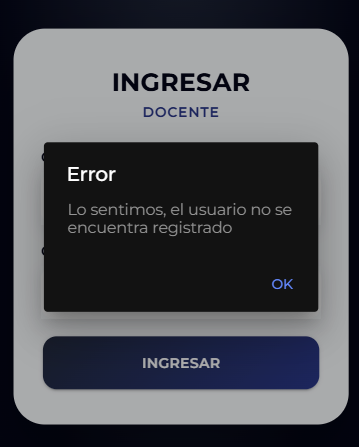 INGRESAR
DOCENTE
Error
Lo sentimos, el usuario no se
encuentra registrado
OK
INGRESAR